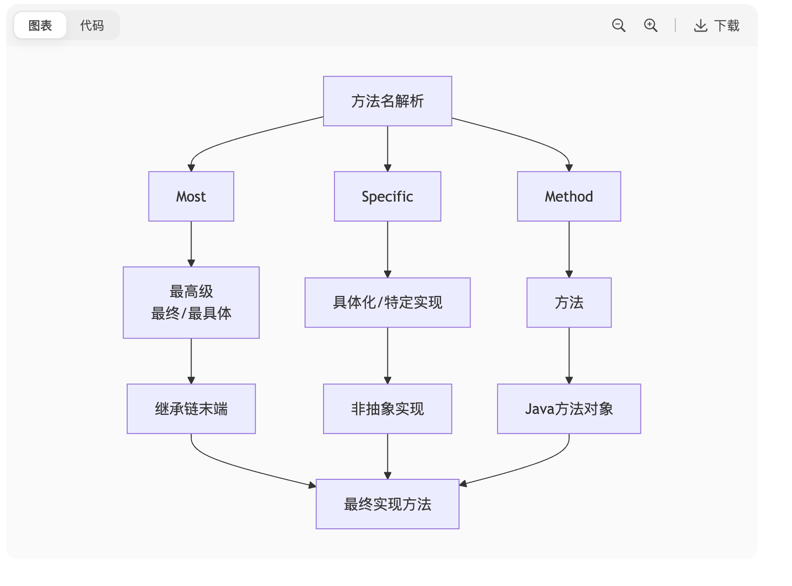 图表 代码 下载
方法名解析
Most Specific Method
最高级
最终/最具体
具体化/特定实现
方法
继承链末端
非抽象实现
Java方法对象
最终实现方法